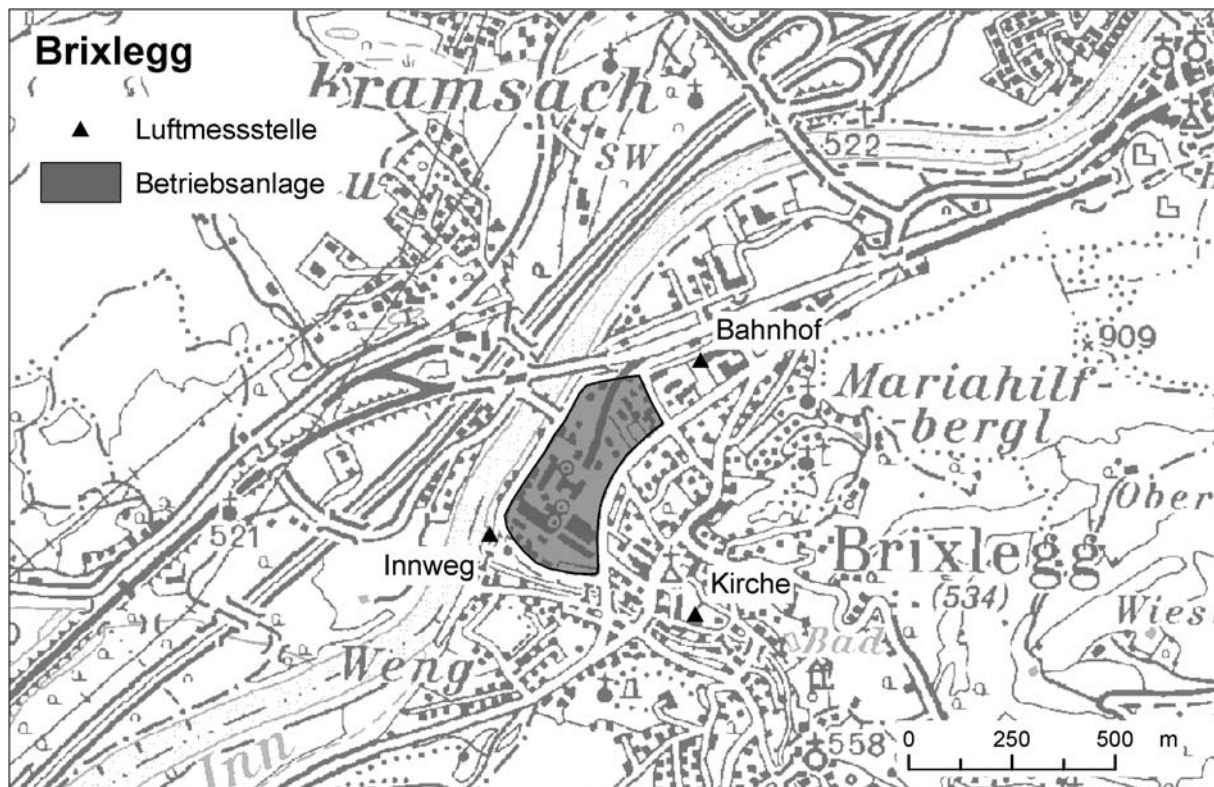 Brixlegg
Luftmessstelle
Betriebsanlage
Kramsach
SW
522
Bahnhof
909
Mariahilf-
bergl
Ober
521
Innweg
Kirche
Brixlegg
(534)
Wies
Bad
Weng
558
Inn
0 250 500 m